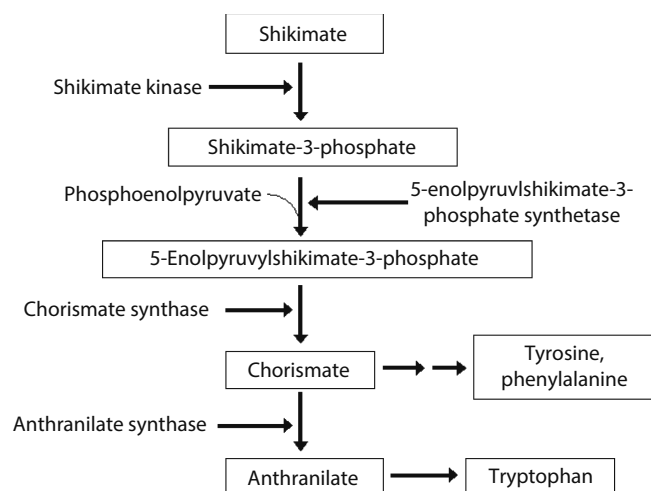 Shikimate
Shikimate kinase
Shikimate-3-phosphate
Phosphoenolpyruvate
5-enolpyruvlshikimate-3-
phosphate synthetase
5-Enolpyruvylshikimate-3-phosphate
Chorismate synthase
Chorismate
Tyrosine,
phenylalanine
Anthranilate synthase
Anthranilate
Tryptophan